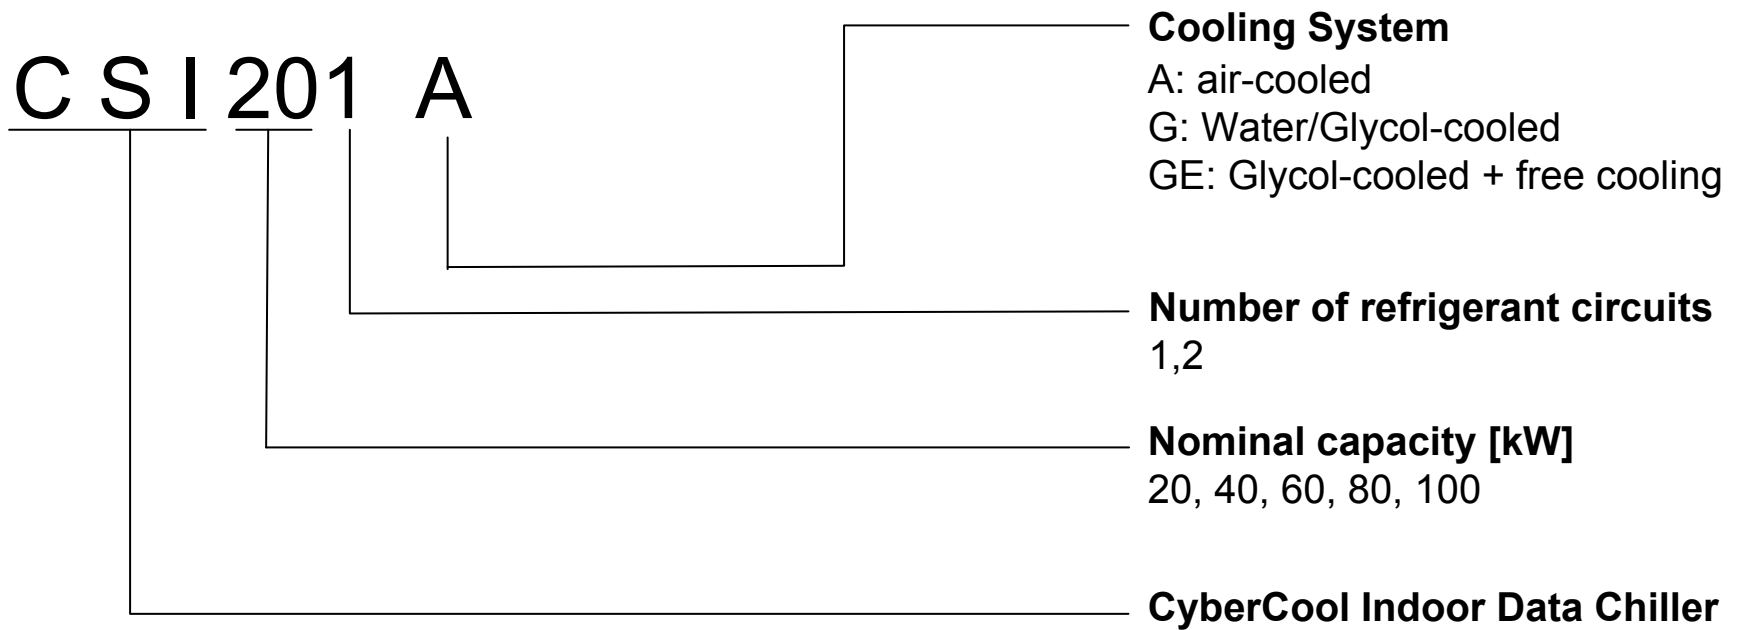 C S I 201 A
Cooling System
A: air-cooled
G: Water/Glycol-cooled
GE: Glycol-cooled + free cooling
Number of refrigerant circuits
1,2
Nominal capacity [kW]
20, 40, 60, 80, 100
CyberCool Indoor Data Chiller